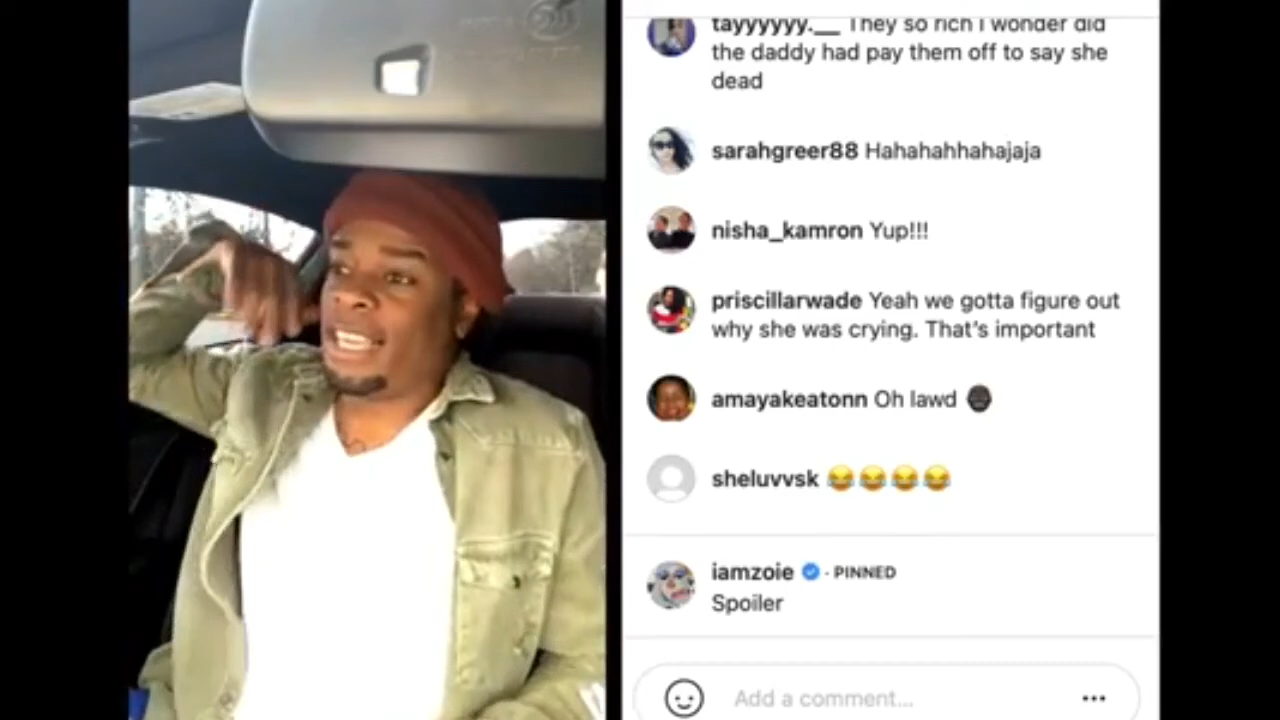 tayyyyyy.__ They so rich I wonder did
the daddy had pay them off to say she
dead
sarahgreer88 Hahahahhahajaja
nisha_kamron Yup!!!
priscillarwade Yeah we gotta figure out
why she was crying. That's important
amayakeatonn Oh lawd 🌚
sheluvvsk 😂😂😂😂
iamzoie · PINNED
Spoiler
Add a comment...